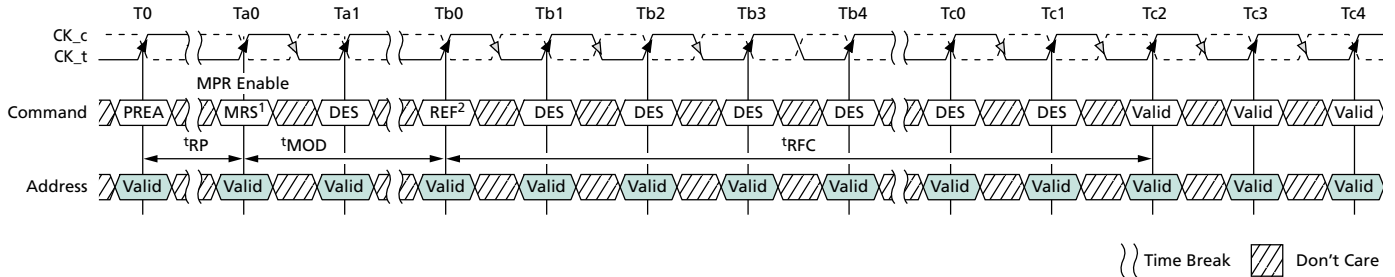 T0 Ta0 Ta1 Tb0 Tb1 Tb2 Tb3 Tb4 Tc0 Tc1 Tc2 Tc3 Tc4
CK_c
CK_t
MPR Enable
Command PREA MRS1 DES REF2 DES DES DES DES DES DES Valid Valid Valid
tRP tMOD tRFC
Address Valid Valid Valid Valid Valid Valid Valid Valid Valid Valid Valid Valid Valid
Time Break Don't Care